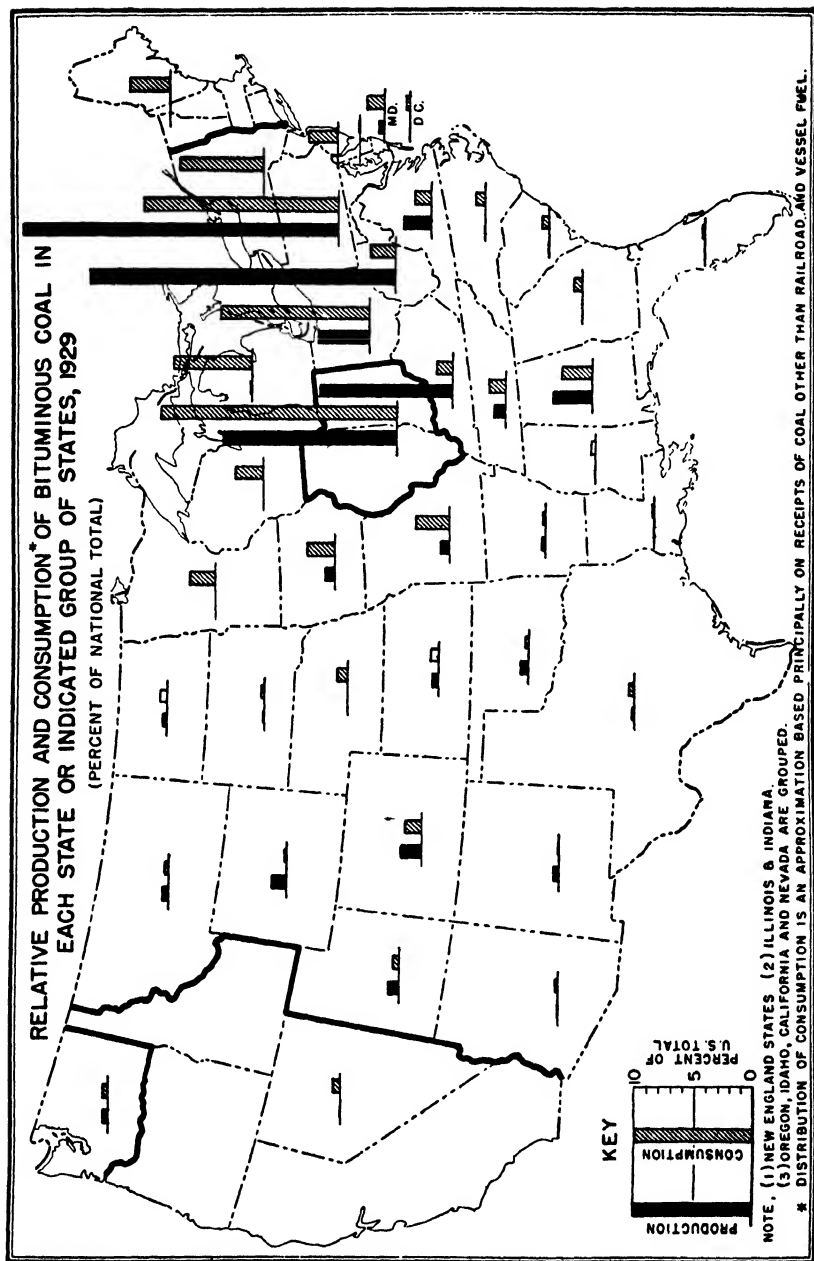 RELATIVE PRODUCTION AND CONSUMPTION* OF BITUMINOUS COAL IN
EACH STATE OR INDICATED GROUP OF STATES, 1929
(PERCENT OF NATIONAL TOTAL)
MD.
D C.
KEY
PRODUCTION
CONSUMPTION
10
5
0
PERCENT OF
U.S. TOTAL
NOTE, (1) NEW ENGLAND STATES (2) ILLINOIS & INDIANA,
(3) OREGON, IDAHO, CALIFORNIA AND NEVADA ARE GROUPED.
* DISTRIBUTION OF CONSUMPTION IS AN APPROXIMATION BASED PRINCIPALLY ON RECEIPTS OF COAL OTHER THAN RAILROAD AND VESSEL FUEL.